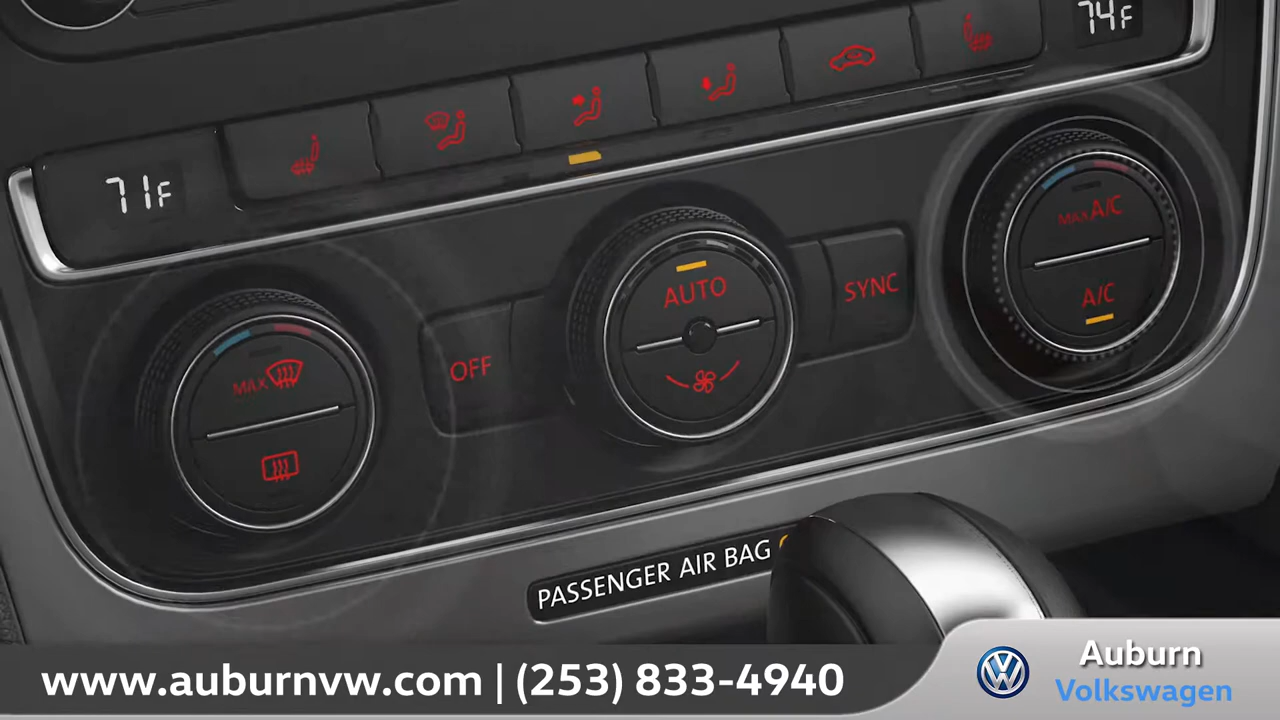 74F
71F
MAX A/C
AUTO
SYNC
A/C
MAX
OFF
PASSENGER AIR BAG
www.auburnvw.com | (253) 833-4940
Auburn
Volkswagen